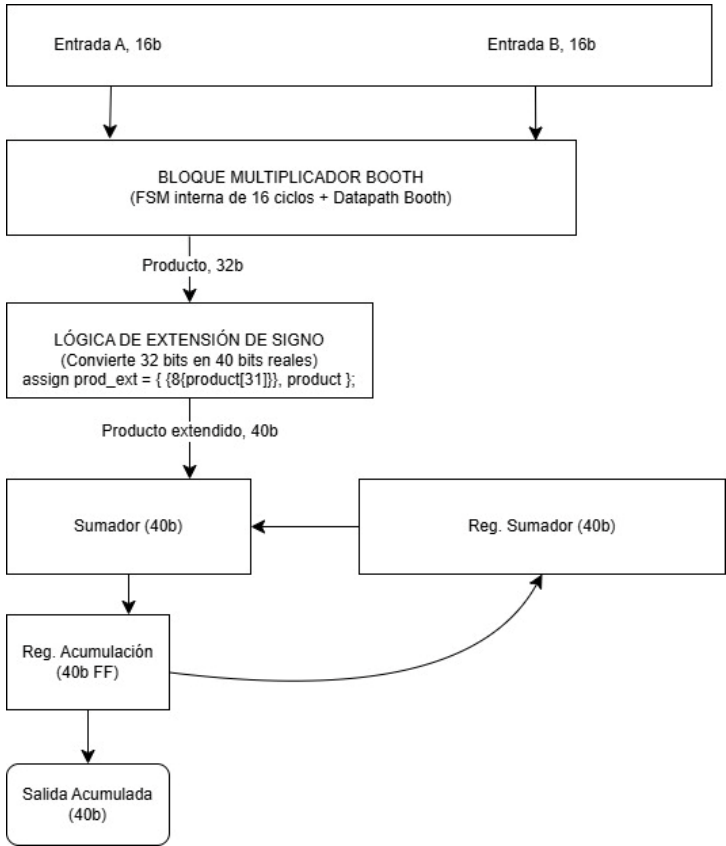 Entrada A, 16b
Entrada B, 16b
BLOQUE MULTIPLICADOR BOOTH
(FSM interna de 16 ciclos + Datapath Booth)
Producto, 32b
LÓGICA DE EXTENSIÓN DE SIGNO
(Convierte 32 bits en 40 bits reales)
assign prod_ext = { {8{product[31]}}, product };
Producto extendido, 40b
Sumador (40b)
Reg. Sumador (40b)
Reg. Acumulación
(40b FF)
Salida Acumulada
(40b)